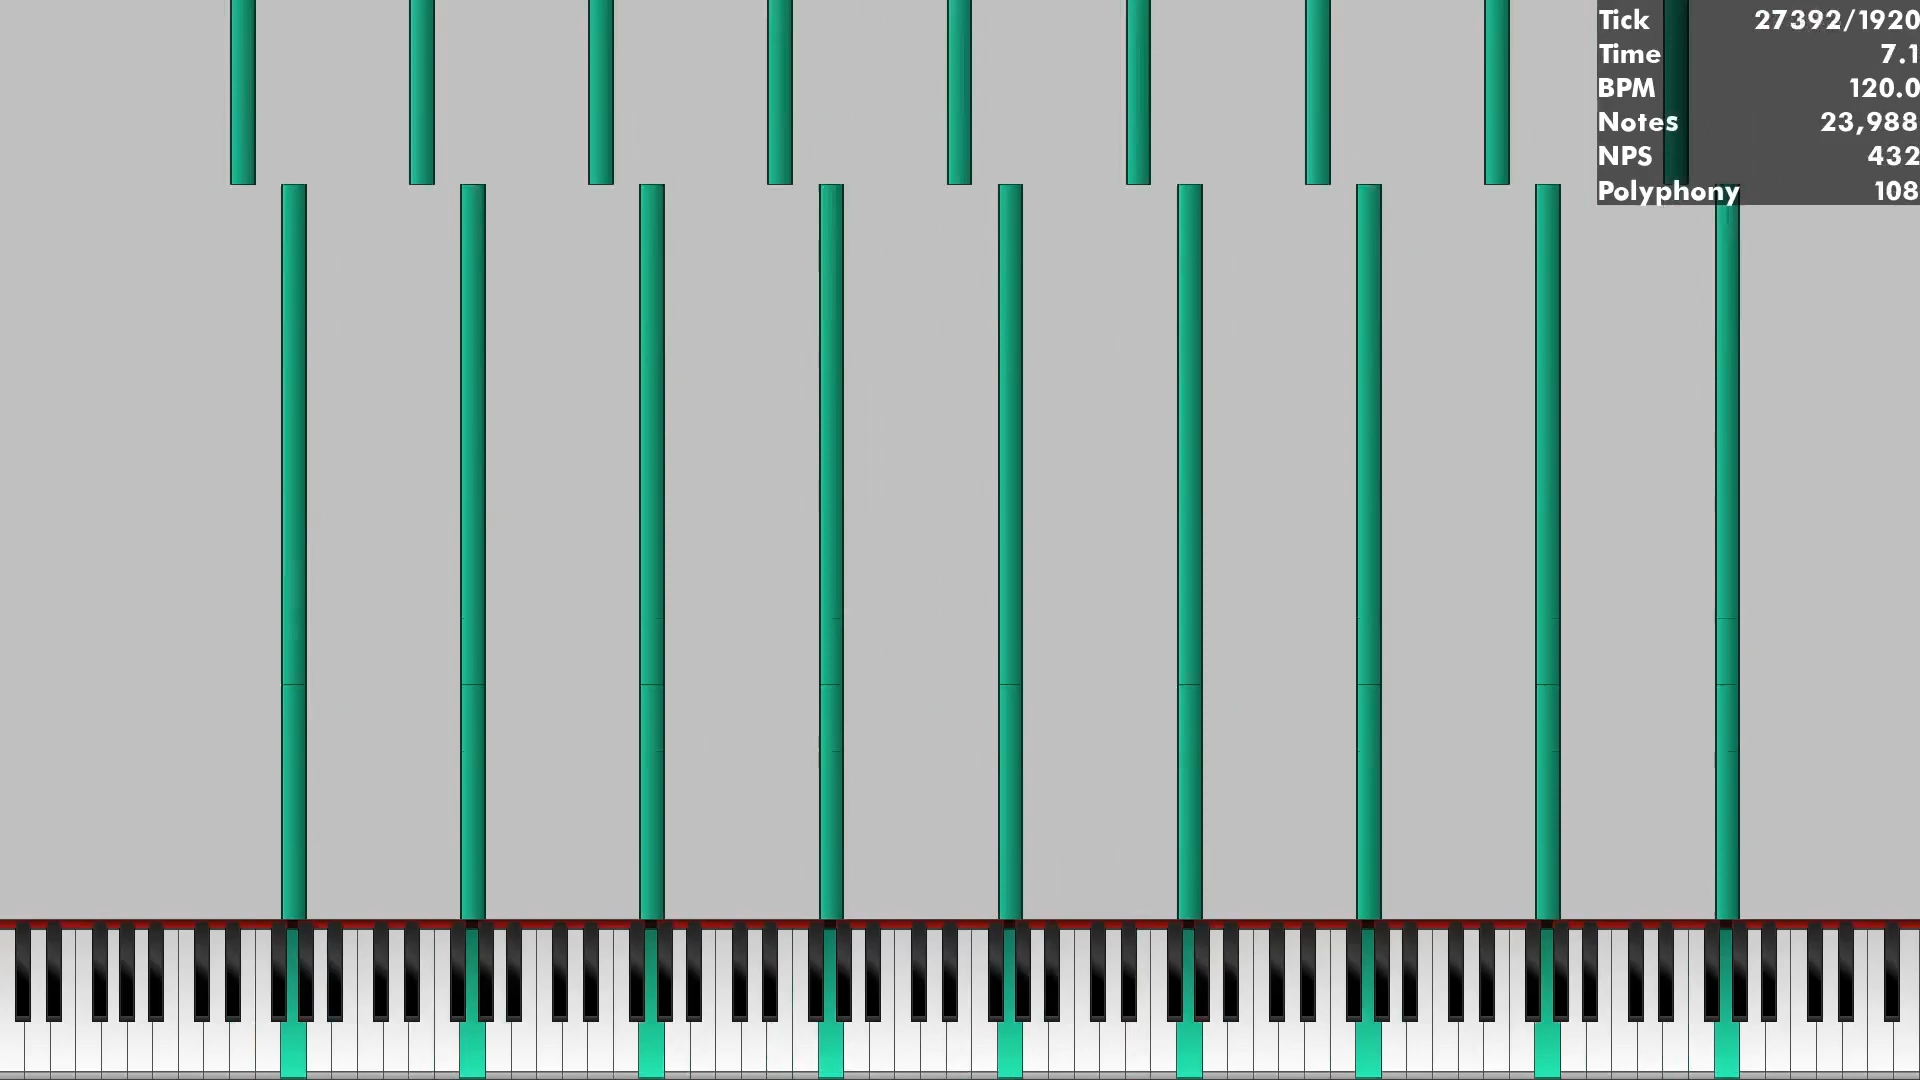 Tick 27392/1920
Time 7.1
BPM 120.0
Notes 23,988
NPS 432
Polyphony 108